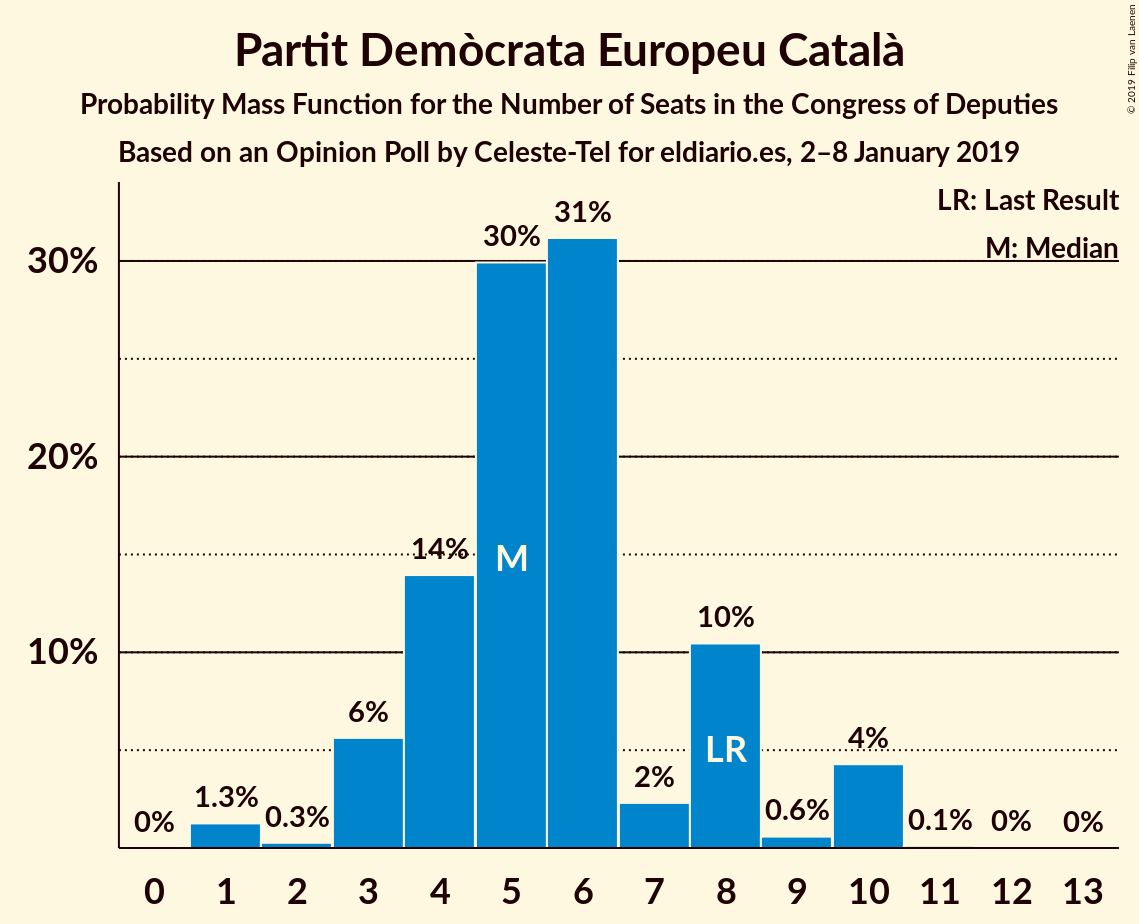 Partit Demòcrata Europeu Català
Probability Mass Function for the Number of Seats in the Congress of Deputies
Based on an Opinion Poll by Celeste-Tel for eldiario.es, 2–8 January 2019
© 2019 Filip van Laenen
LR: Last Result
M: Median
30%
20%
10%
0%
1.3%
0.3%
6%
14%
30%
31%
2%
10%
0.6%
4%
0.1%
0%
0%
M
LR
0 1 2 3 4 5 6 7 8 9 10 11 12 13